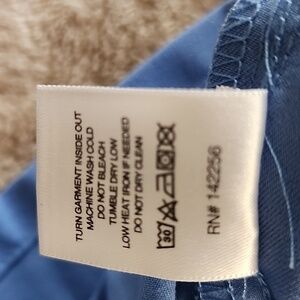 TURN GARMENT INSIDE OUT
MACHINE WASH COLD
DO NOT BLEACH
TUMBLE DRY LOW
LOW HEAT IRON IF NEEDED
DO NOT DRY CLEAN
30
RN# 142256